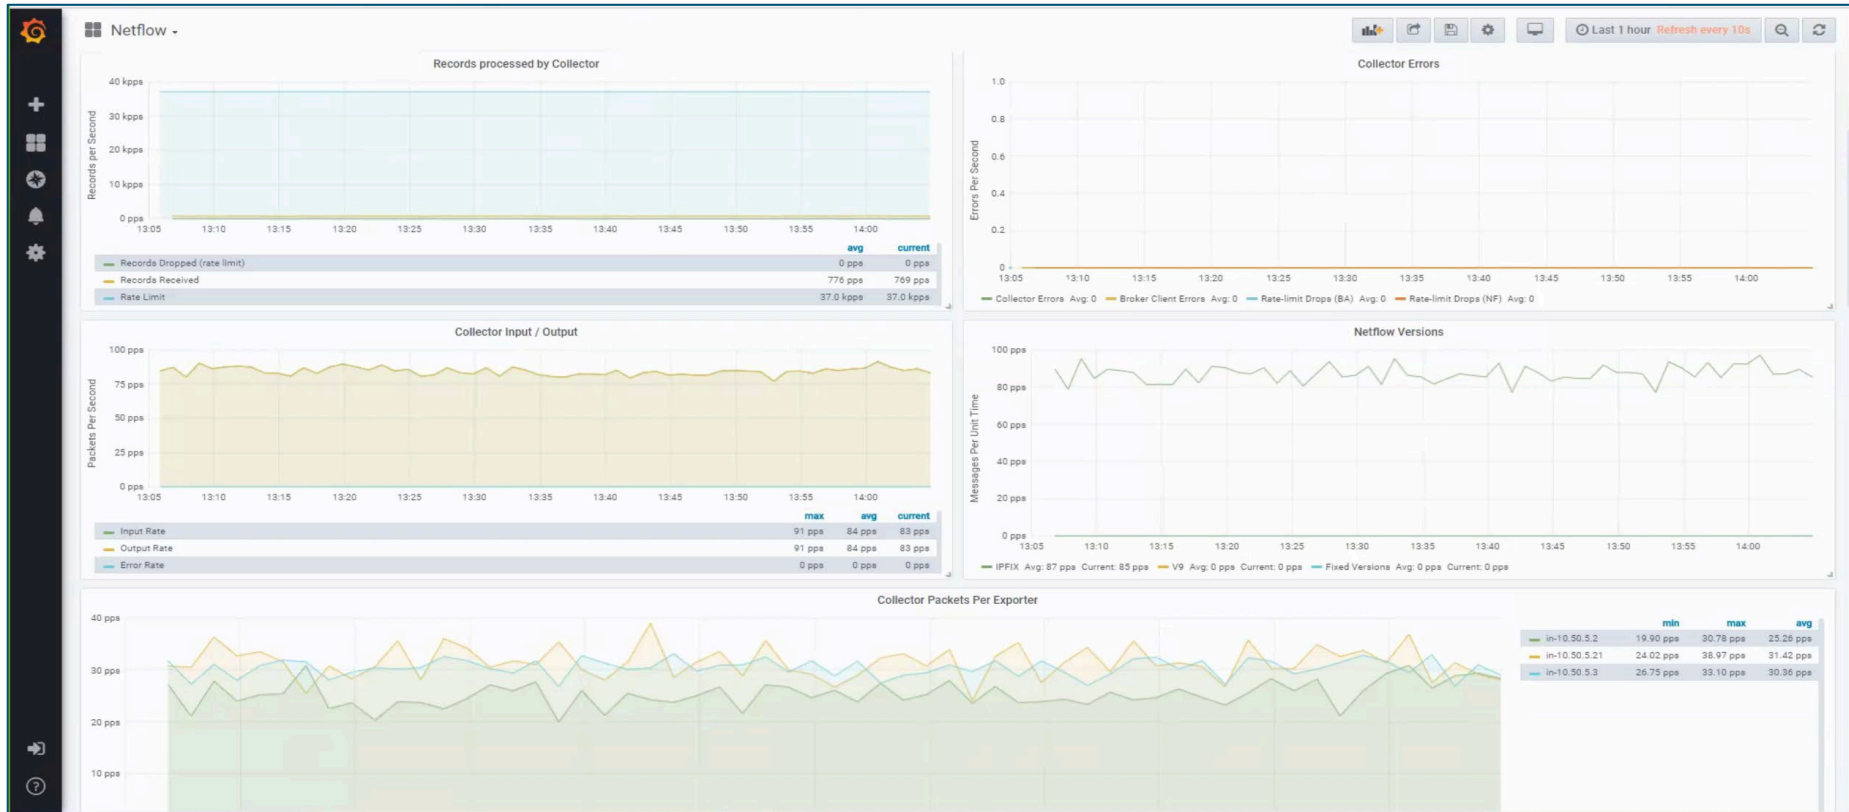 Netflow
Last 1 hour Refresh every 10s
Records processed by Collector
Records per Second
40 kpps
30 kpps
20 kpps
10 kpps
0 pps
13:05 13:10 13:15 13:20 13:25 13:30 13:35 13:40 13:45 13:50 13:55 14:00
avg current
Records Dropped (rate limit) 0 pps 0 pps
Records Received 776 pps 769 pps
Rate Limit 37.0 kpps 37.0 kpps
Collector Errors
Errors Per Second
1.0
0.8
0.6
0.4
0.2
0
13:05 13:10 13:15 13:20 13:25 13:30 13:35 13:40 13:45 13:50 13:55 14:00
Collector Errors Avg: 0 Broker Client Errors Avg: 0 Rate-limit Drops (BA) Avg: 0 Rate-limit Drops (NF) Avg: 0
Collector Input / Output
Packets Per Second
100 pps
75 pps
50 pps
25 pps
0 pps
13:05 13:10 13:15 13:20 13:25 13:30 13:35 13:40 13:45 13:50 13:55 14:00
max avg current
Input Rate 91 pps 84 pps 83 pps
Output Rate 91 pps 84 pps 83 pps
Error Rate 0 pps 0 pps 0 pps
Netflow Versions
Messages Per Unit Time
100 pps
80 pps
60 pps
40 pps
20 pps
0 pps
13:05 13:10 13:15 13:20 13:25 13:30 13:35 13:40 13:45 13:50 13:55 14:00
IPFIX Avg: 87 pps Current: 85 pps V9 Avg: 0 pps Current: 0 pps Fixed Versions Avg: 0 pps Current: 0 pps
Collector Packets Per Exporter
40 pps
30 pps
20 pps
10 pps
min max avg
in-10.50.5.2 19.90 pps 30.78 pps 25.26 pps
in-10.50.5.21 24.02 pps 38.97 pps 31.42 pps
in-10.50.5.3 26.75 pps 33.10 pps 30.36 pps